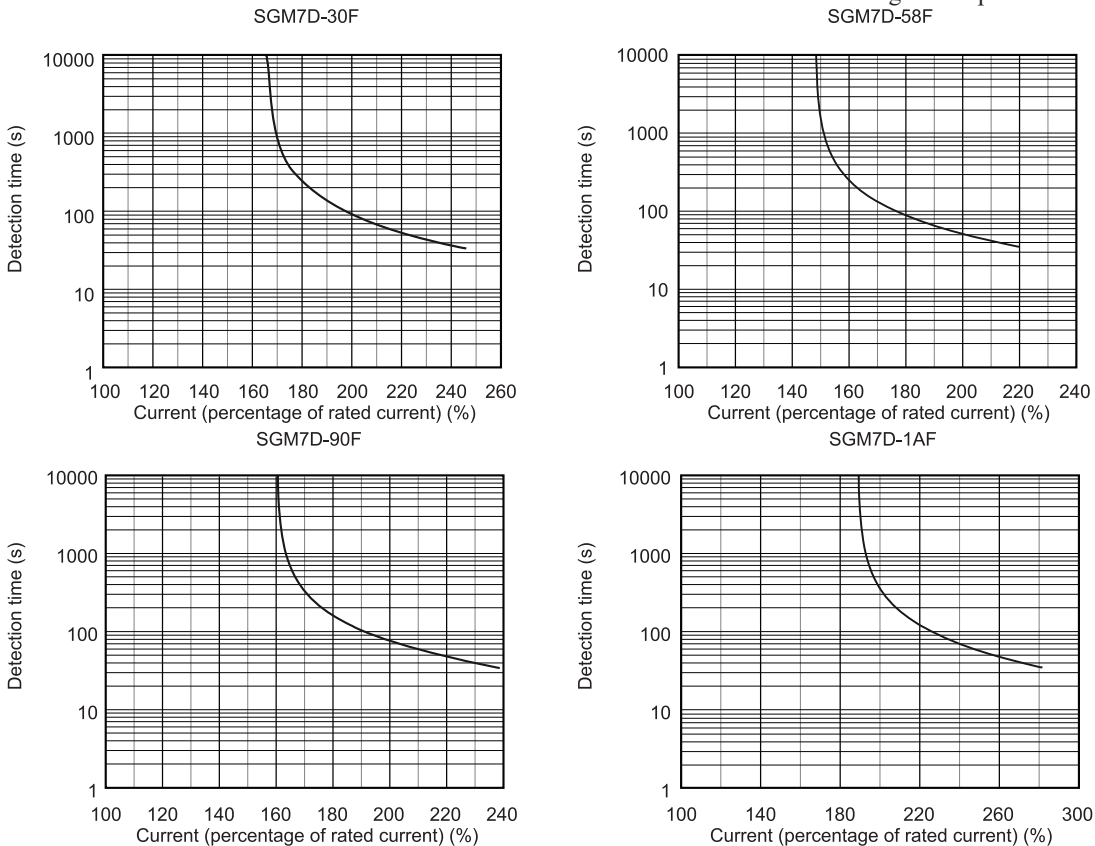 SGM7D-30F
10000
1000
100
10
1
Detection time (s)
100 120 140 160 180 200 220 240 260
Current (percentage of rated current) (%)
SGM7D-58F
10000
1000
100
10
1
Detection time (s)
100 120 140 160 180 200 220 240
Current (percentage of rated current) (%)
SGM7D-90F
10000
1000
100
10
1
Detection time (s)
100 120 140 160 180 200 220 240
Current (percentage of rated current) (%)
SGM7D-1AF
10000
1000
100
10
1
Detection time (s)
100 140 180 220 260 300
Current (percentage of rated current) (%)